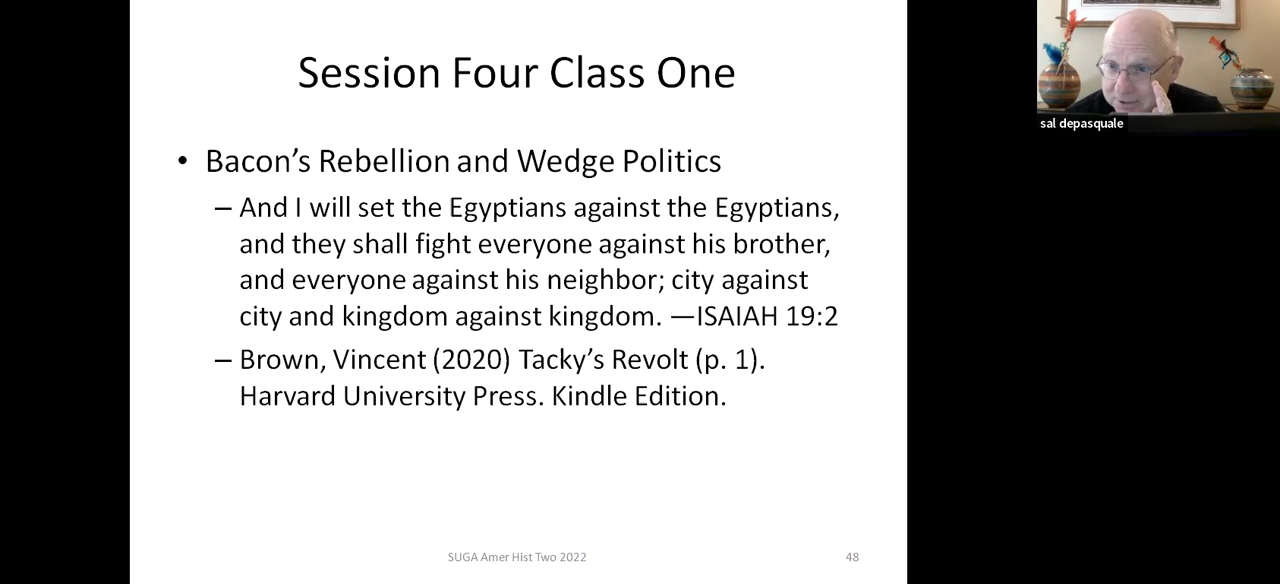 Session Four Class One
• Bacon’s Rebellion and Wedge Politics
– And I will set the Egyptians against the Egyptians,
and they shall fight everyone against his brother,
and everyone against his neighbor; city against
city and kingdom against kingdom. —ISAIAH 19:2
– Brown, Vincent (2020) Tacky’s Revolt (p. 1).
Harvard University Press. Kindle Edition.
SUGA Amer Hist Two 2022
48
sal depasquale